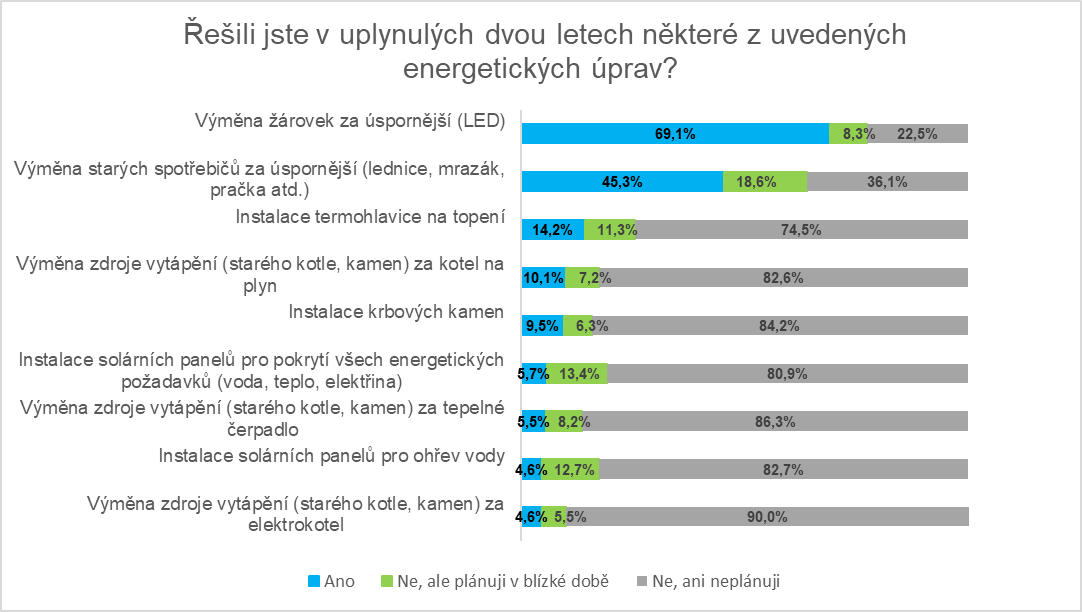 Řešili jste v uplynulých dvou letech některé z uvedených
energetických úprav?
Výměna žárovek za úspornější (LED)
69,1% 8,3% 22,5%
Výměna starých spotřebičů za úspornější (lednice, mrazák,
pračka atd.)
45,3% 18,6% 36,1%
Instalace termohlavice na topení
14,2% 11,3% 74,5%
Výměna zdroje vytápění (starého kotle, kamen) za kotel na
plyn
10,1% 7,2% 82,6%
Instalace krbových kamen
9,5% 6,3% 84,2%
Instalace solárních panelů pro pokrytí všech energetických
požadavků (voda, teplo, elektřina)
5,7% 13,4% 80,9%
Výměna zdroje vytápění (starého kotle, kamen) za tepelné
čerpadlo
5,5% 8,2% 86,3%
Instalace solárních panelů pro ohřev vody
4,6% 12,7% 82,7%
Výměna zdroje vytápění (starého kotle, kamen) za
elektrokotel
4,6% 5,5% 90,0%
Ano Ne, ale plánuji v blízké době Ne, ani neplánuji